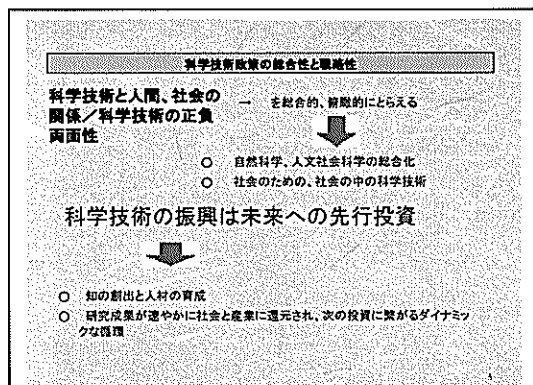 科学技術政策の総合性と戦略性
科学技術と人間、社会の
関係／科学技術の正負
両面性
→ を総合的、俯瞰的にとらえる
○ 自然科学、人文社会科学の総合化
○ 社会のための、社会の中の科学技術
科学技術の振興は未来への先行投資
○ 知の創出と人材の育成
○ 研究成果が速やかに社会と産業に還元され、次の投資に繋がるダイナミッ
クな循環